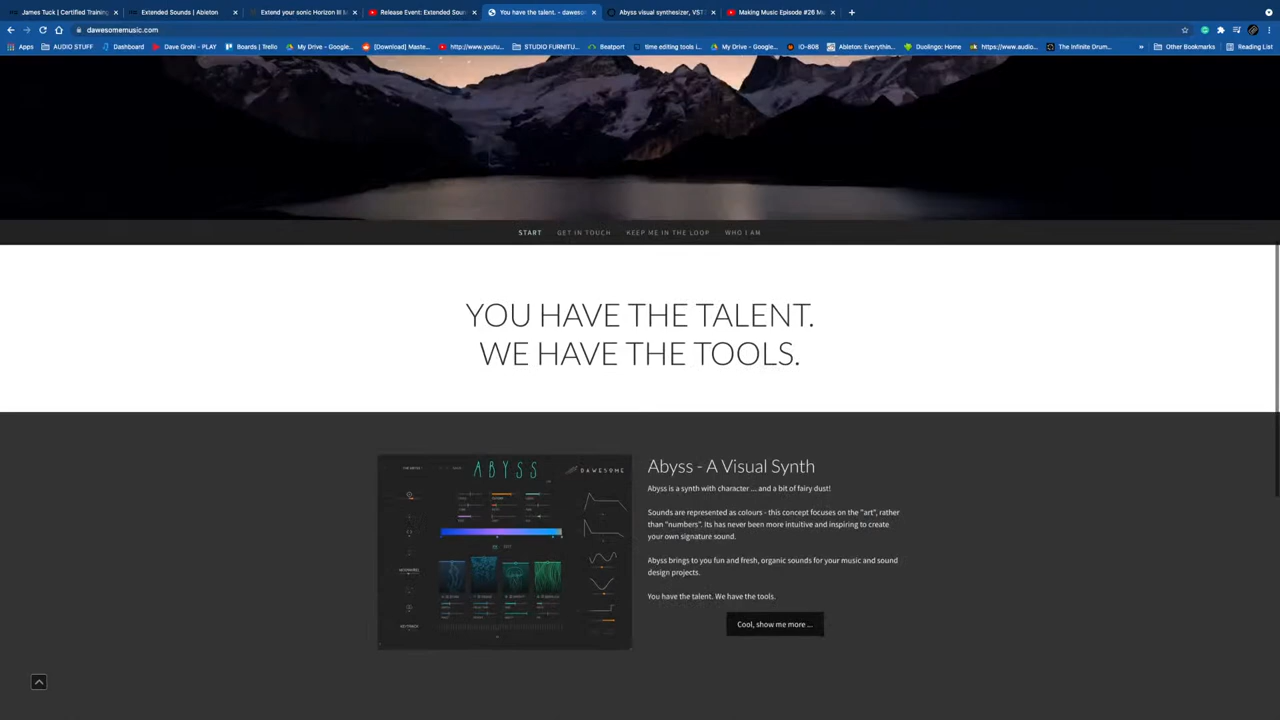 James Tuck | Certified Training
Extended Sounds | Ableton
Extend your sonic Horizon III M
Release Event: Extended Soun
You have the talent. - dawesom
Abyss visual synthesizer, VST
Making Music Episode #26 Mu
dawesomemusic.com
Apps
AUDIO STUFF
Dashboard
Dave Grohl - PLAY
Boards | Trello
My Drive - Google...
[Download] Maste...
http://www.youtu...
STUDIO FURNITU...
Beatport
time editing tools i...
My Drive - Google...
iO-808
Ableton: Everythin...
Duolingo: Home
https://www.audio...
The Infinite Drum...
»
Other Bookmarks
Reading List
START
GET IN TOUCH
KEEP ME IN THE LOOP
WHO I AM
YOU HAVE THE TALENT.
WE HAVE THE TOOLS.
ABYSS
DAWESOME
Abyss - A Visual Synth
Abyss is a synth with character ... and a bit of fairy dust!
Sounds are represented as colours - this concept focuses on the "art", rather
than "numbers". Its has never been more intuitive and inspiring to create
your own signature sound.
Abyss brings to you fun and fresh, organic sounds for your music and sound
design projects.
You have the talent. We have the tools.
Cool, show me more ...